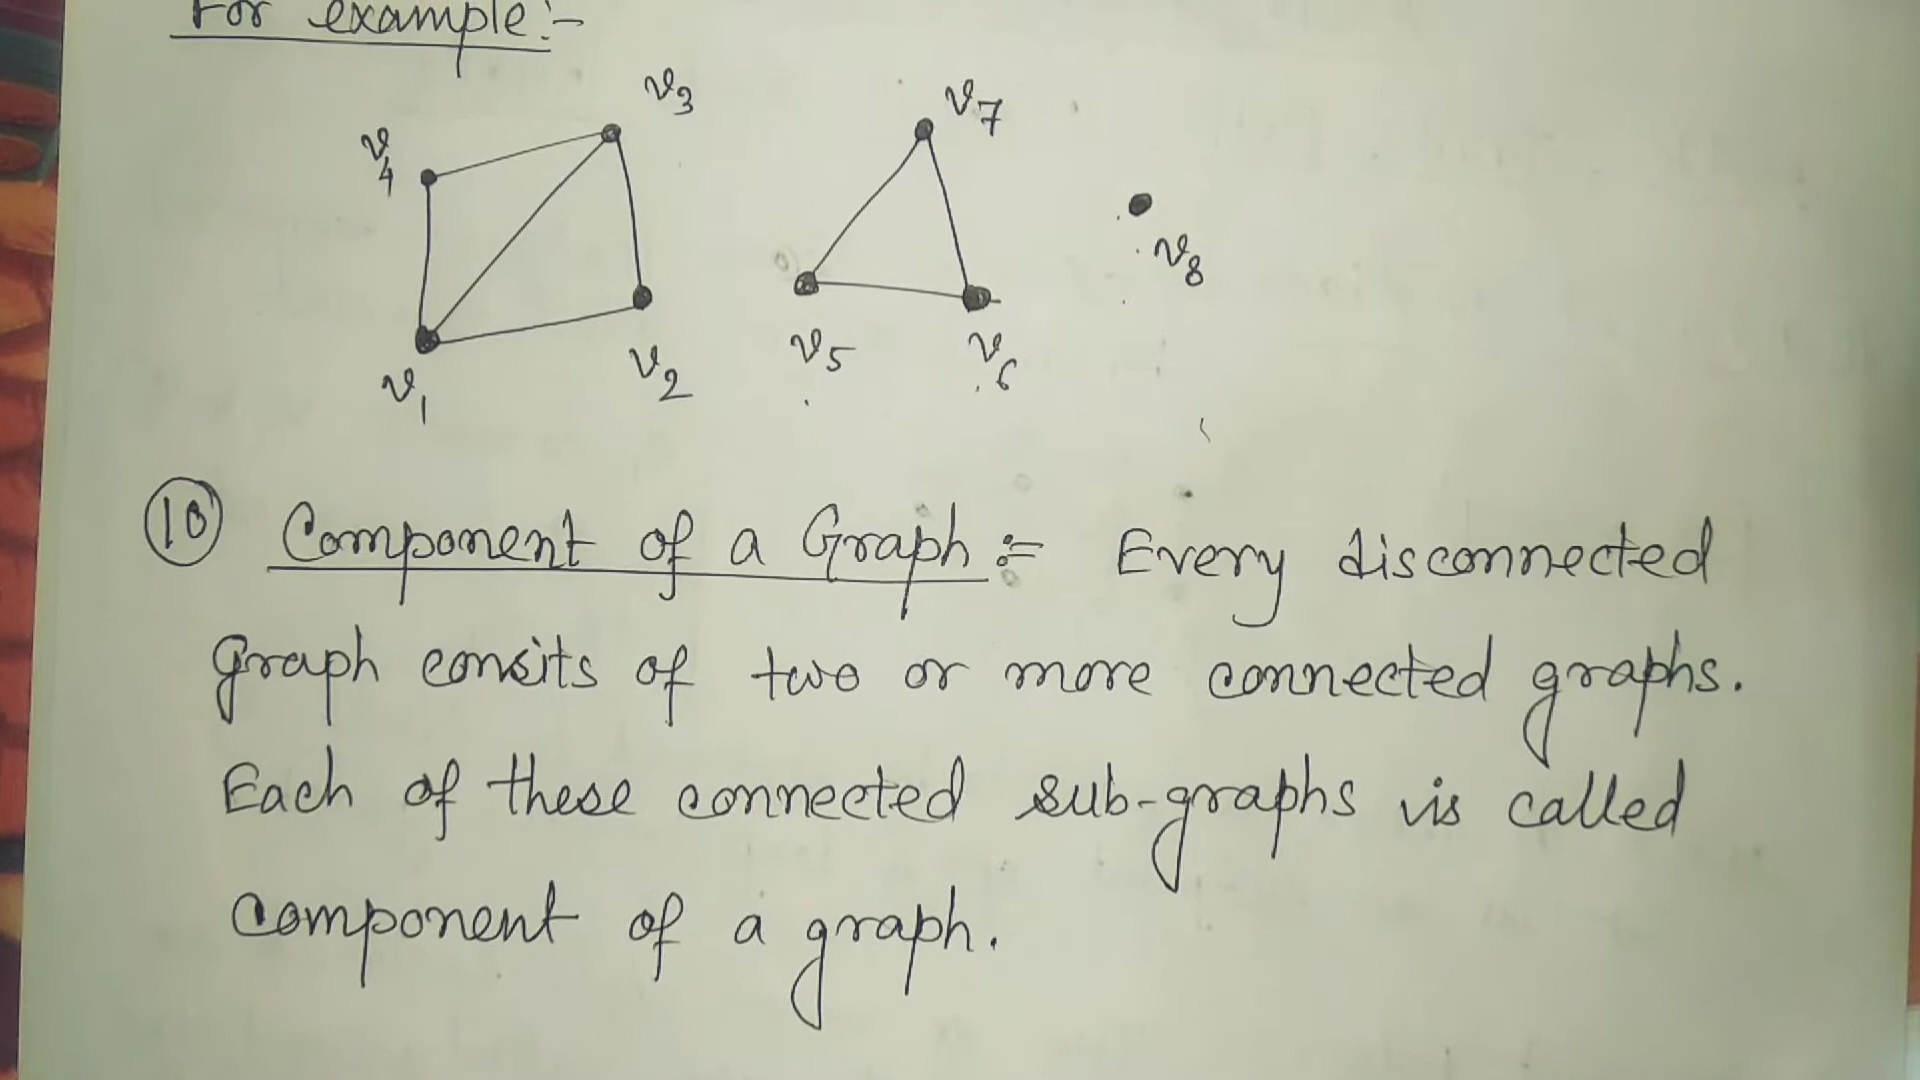 For example:-
v3
v7
v4
v8
v1
v2
v5
v6
10 Component of a Graph := Every disconnected
graph consits of two or more connected graphs.
Each of these connected sub-graphs is called
component of a graph.